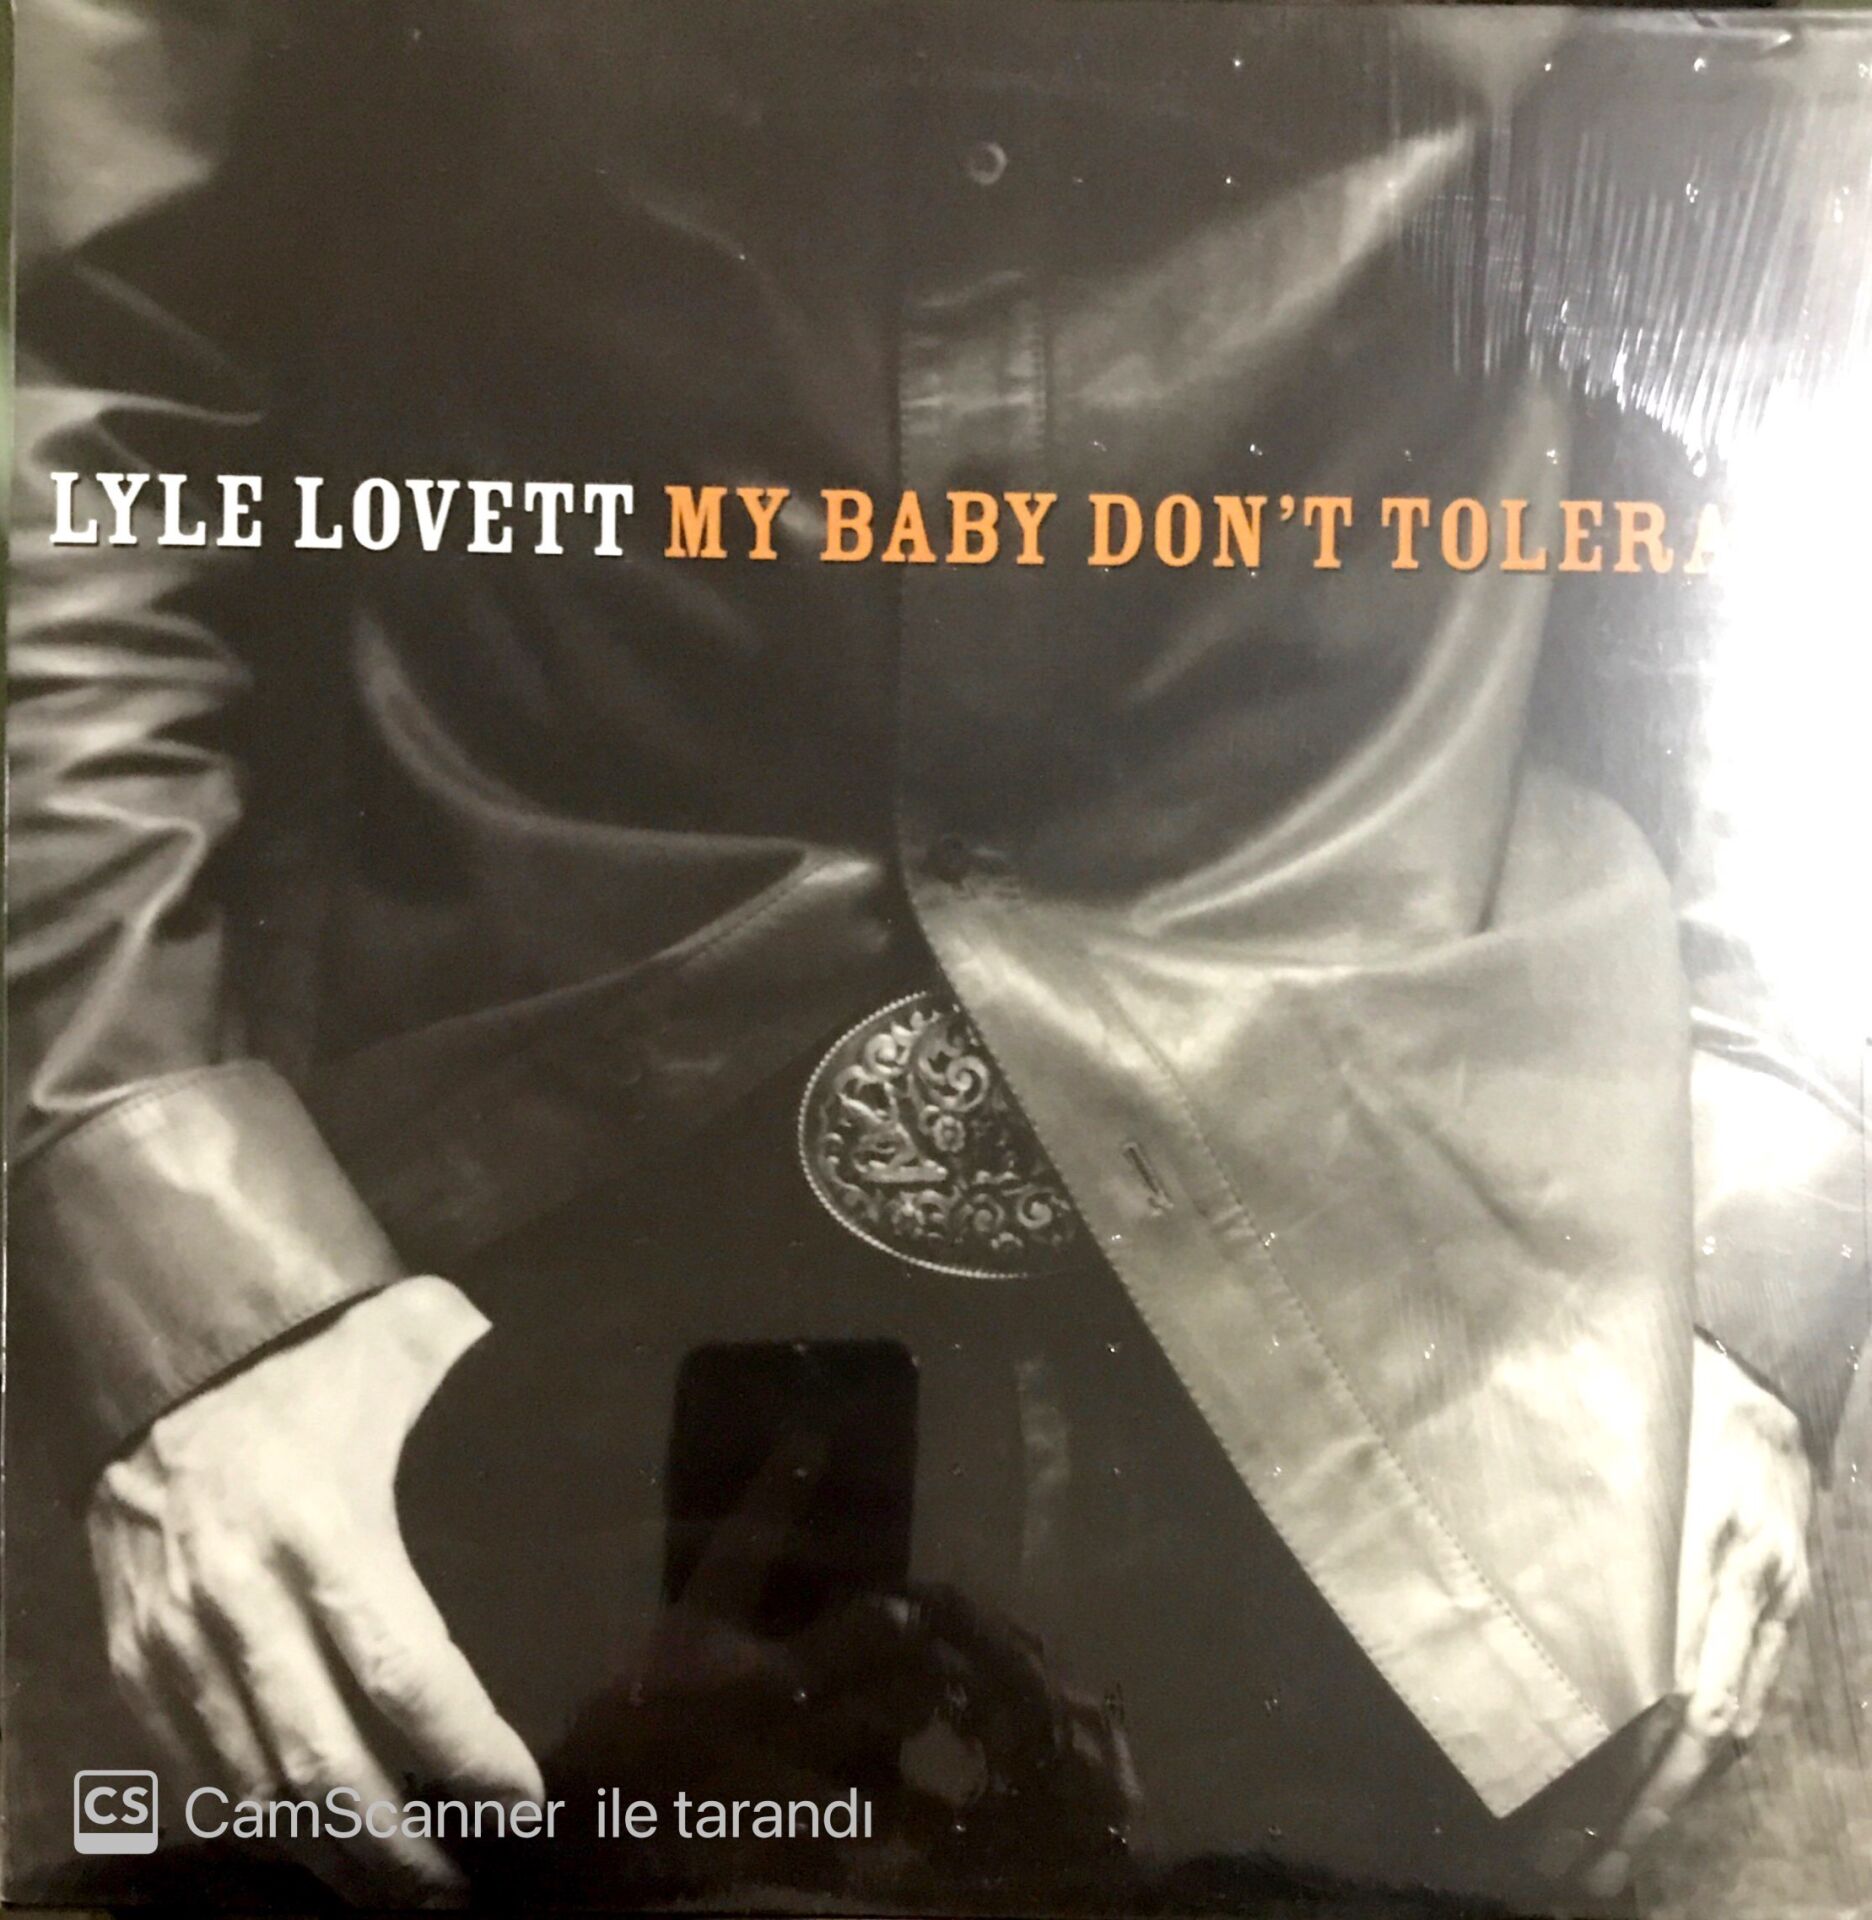 LYLE LOVETT MY BABY DON'T TOLERA
CS CamScanner ile tarandı